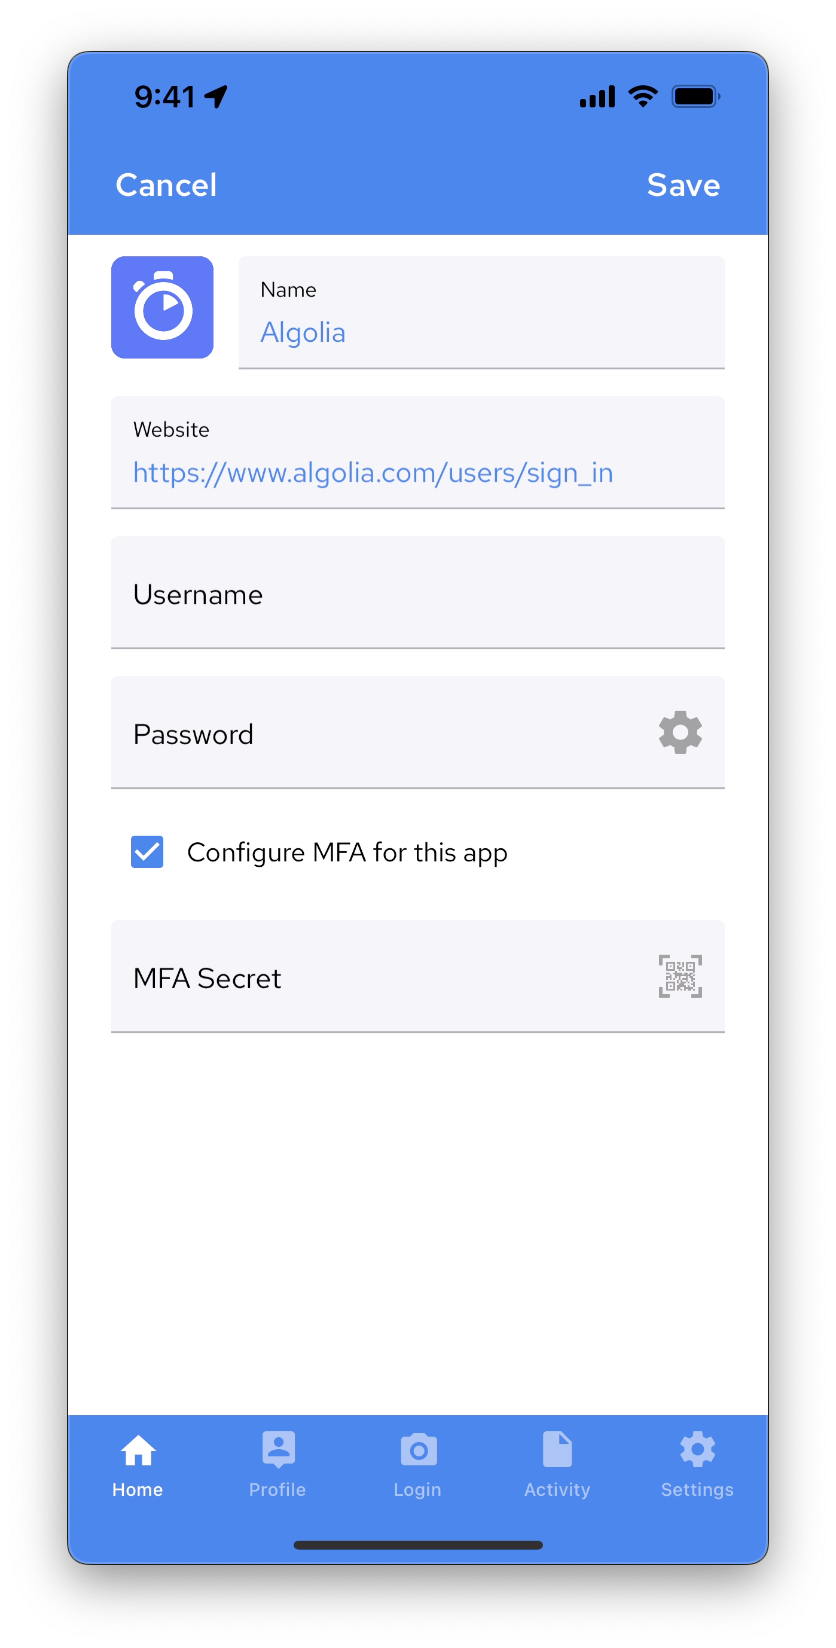 9:41
Cancel Save
Name
Algolia
Website
https://www.algolia.com/users/sign_in
Username
Password
Configure MFA for this app
MFA Secret
Home Profile Login Activity Settings